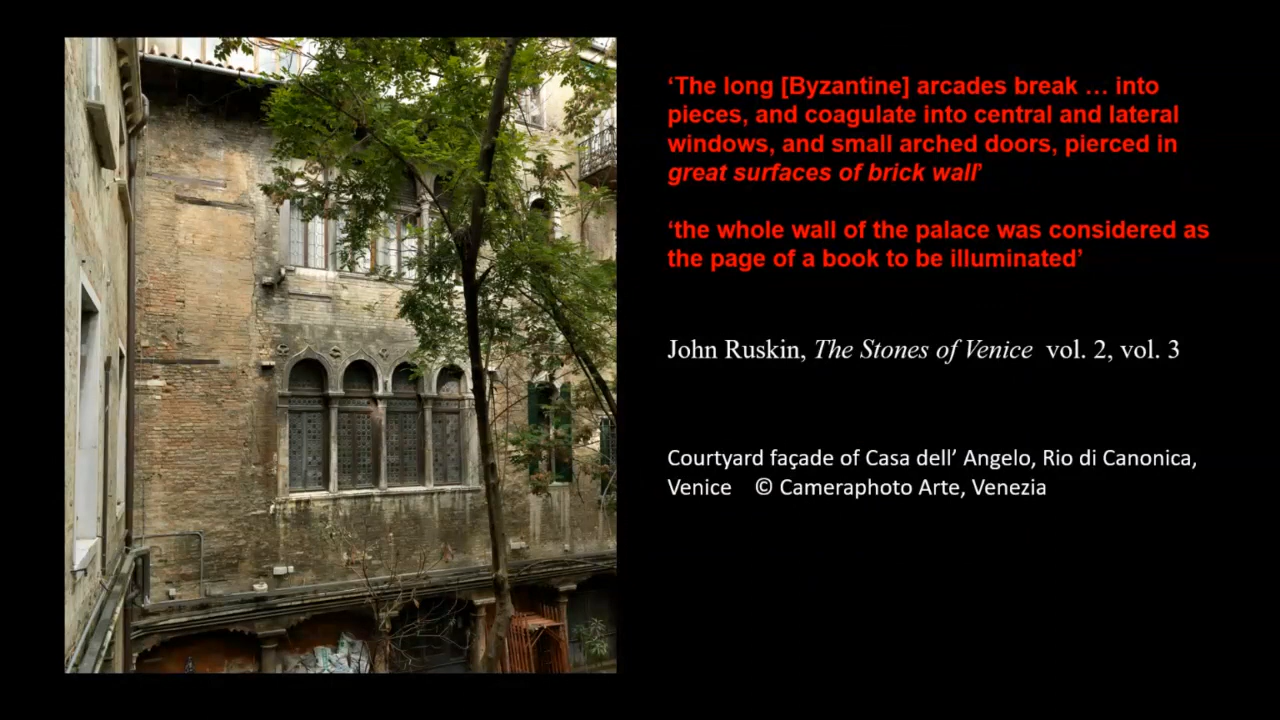 ‘The long [Byzantine] arcades break … into
pieces, and coagulate into central and lateral
windows, and small arched doors, pierced in
great surfaces of brick wall’
‘the whole wall of the palace was considered as
the page of a book to be illuminated’
John Ruskin, The Stones of Venice vol. 2, vol. 3
Courtyard façade of Casa dell’ Angelo, Rio di Canonica,
Venice © Cameraphoto Arte, Venezia